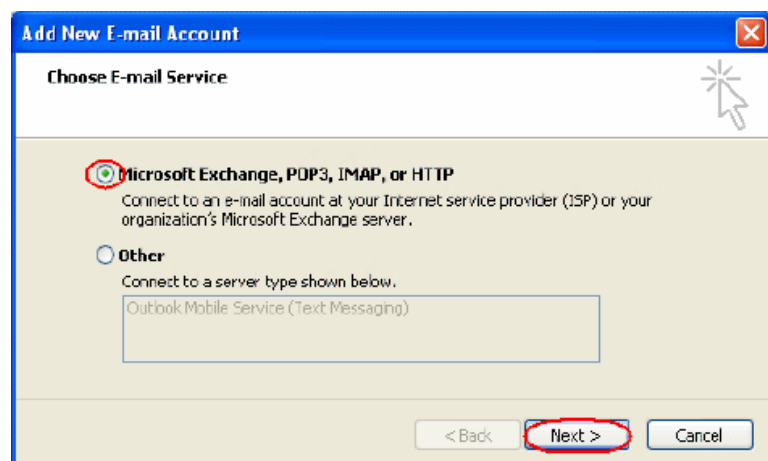 Add New E-mail Account
Choose E-mail Service
Microsoft Exchange, POP3, IMAP, or HTTP
Connect to an e-mail account at your Internet service provider (ISP) or your
organization's Microsoft Exchange server.
Other
Connect to a server type shown below.
Outlook Mobile Service (Text Messaging)
< Back Next > Cancel